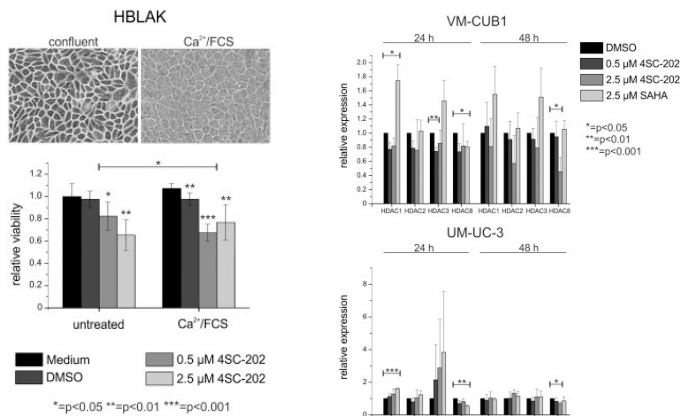 HBLAK
confluent
Ca²⁺/FCS
relative viability
1.2
1.0
0.8
0.6
0.4
0.2
0
*
*
**
**
***
**
untreated
Ca²⁺/FCS
Medium
DMSO
0.5 µM 4SC-202
2.5 µM 4SC-202
*=p<0.05 **=p<0.01 ***=p<0.001
VM-CUB1
24 h
48 h
relative expression
2.0
1.8
1.6
1.4
1.2
1.0
0.8
0.6
0.4
0.2
0.0
*
**
*
*
HDAC1 HDAC2 HDAC3 HDAC8 HDAC1 HDAC2 HDAC3 HDAC8
DMSO
0.5 µM 4SC-202
2.5 µM 4SC-202
2.5 µM SAHA
*=p<0.05
**=p<0.01
***=p<0.001
UM-UC-3
24 h
48 h
relative expression
8
6
4
2
0
***
**
*